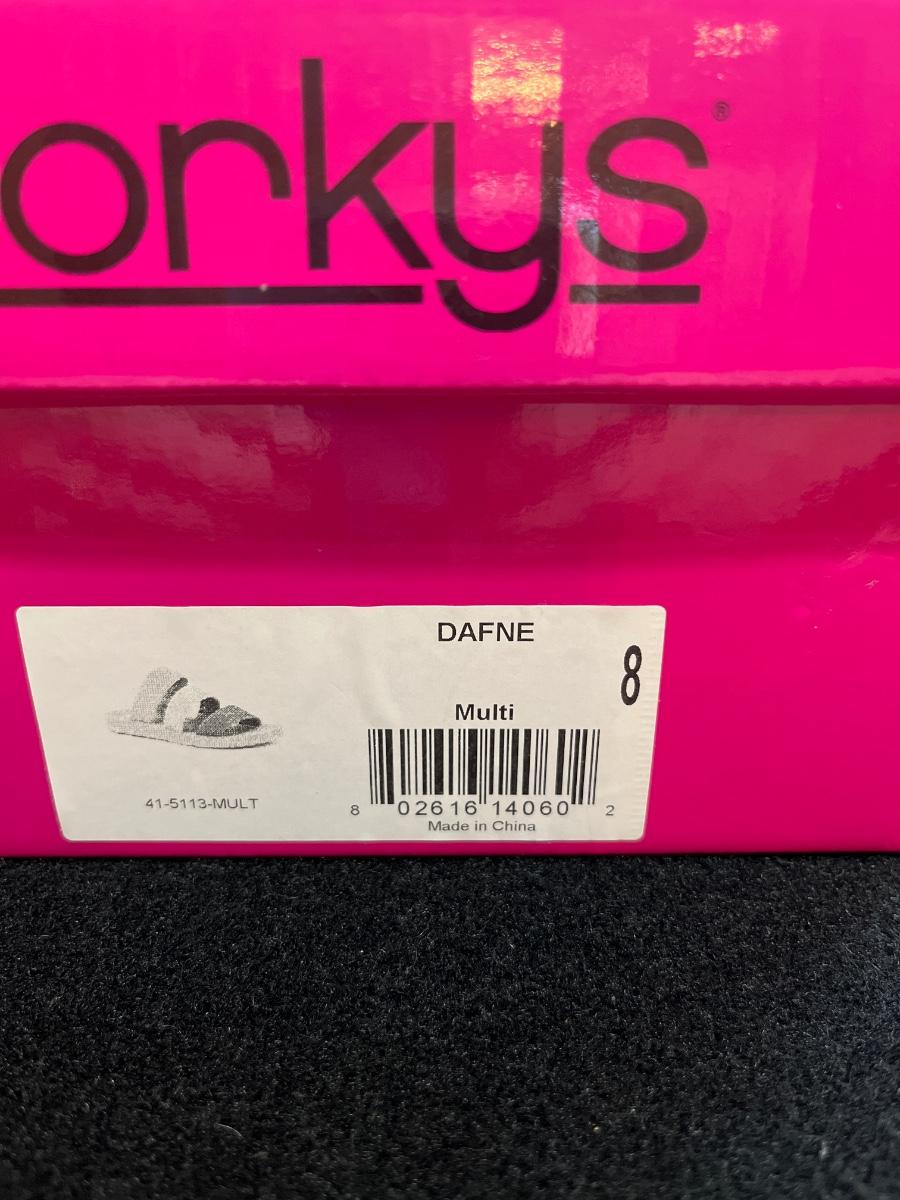 orkys®
DAFNE
8
Multi
41-5113-MULT
8 02616 14060 2
Made in China